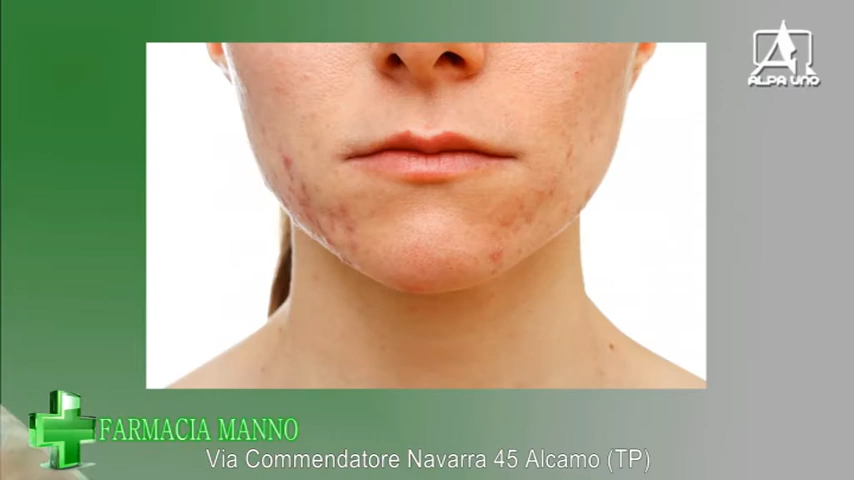 ALPA UNO
FARMACIA MANNO
Via Commendatore Navarra 45 Alcamo (TP)